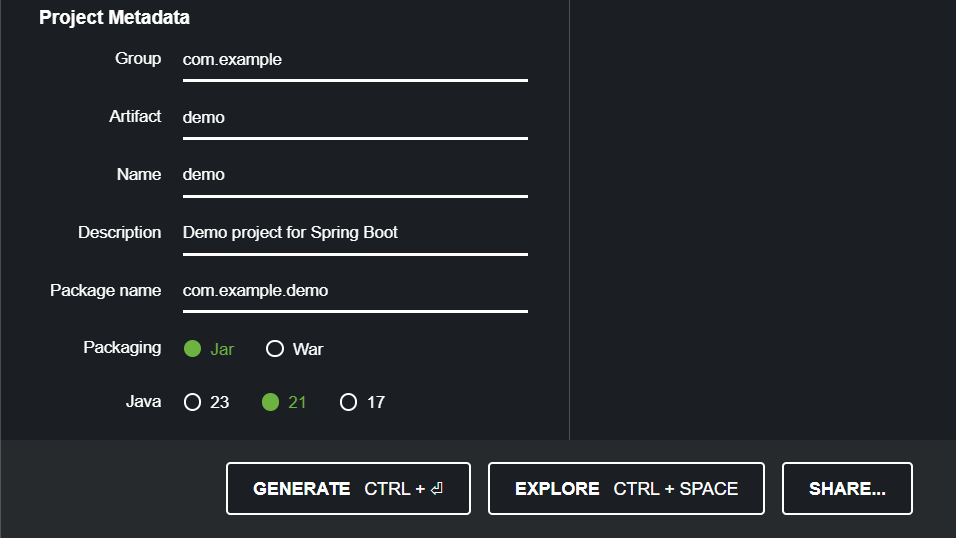 Project Metadata
Group com.example
Artifact demo
Name demo
Description Demo project for Spring Boot
Package name com.example.demo
Packaging Jar War
Java 23 21 17
GENERATE CTRL + ⏎ EXPLORE CTRL + SPACE SHARE...